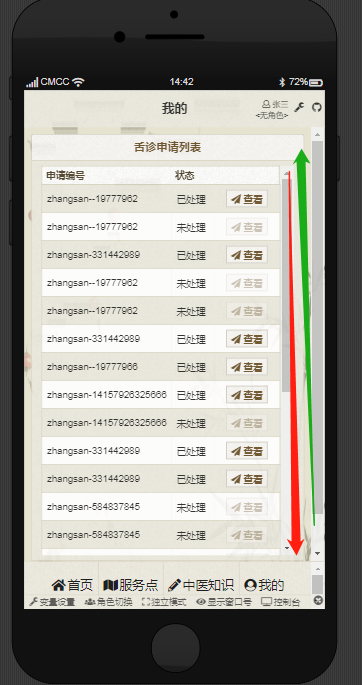 CMCC 14:42 72%
我的
张三
<无角色>
舌诊申请列表
申请编号 状态
zhangsan--19777962 已处理 查看
zhangsan--19777962 未处理 查看
zhangsan-331442989 已处理 查看
zhangsan--19777962 未处理 查看
zhangsan--19777962 未处理 查看
zhangsan-331442989 已处理 查看
zhangsan--19777966 已处理 查看
zhangsan-14157926325666 已处理 查看
zhangsan-14157926325666 未处理 查看
zhangsan-331442989 已处理 查看
zhangsan-331442989 已处理 查看
zhangsan-584837845 未处理 查看
zhangsan-584837845 未处理 查看
首页 服务点 中医知识 我的
变量设置 角色切换 独立模式 显示窗口号 控制台